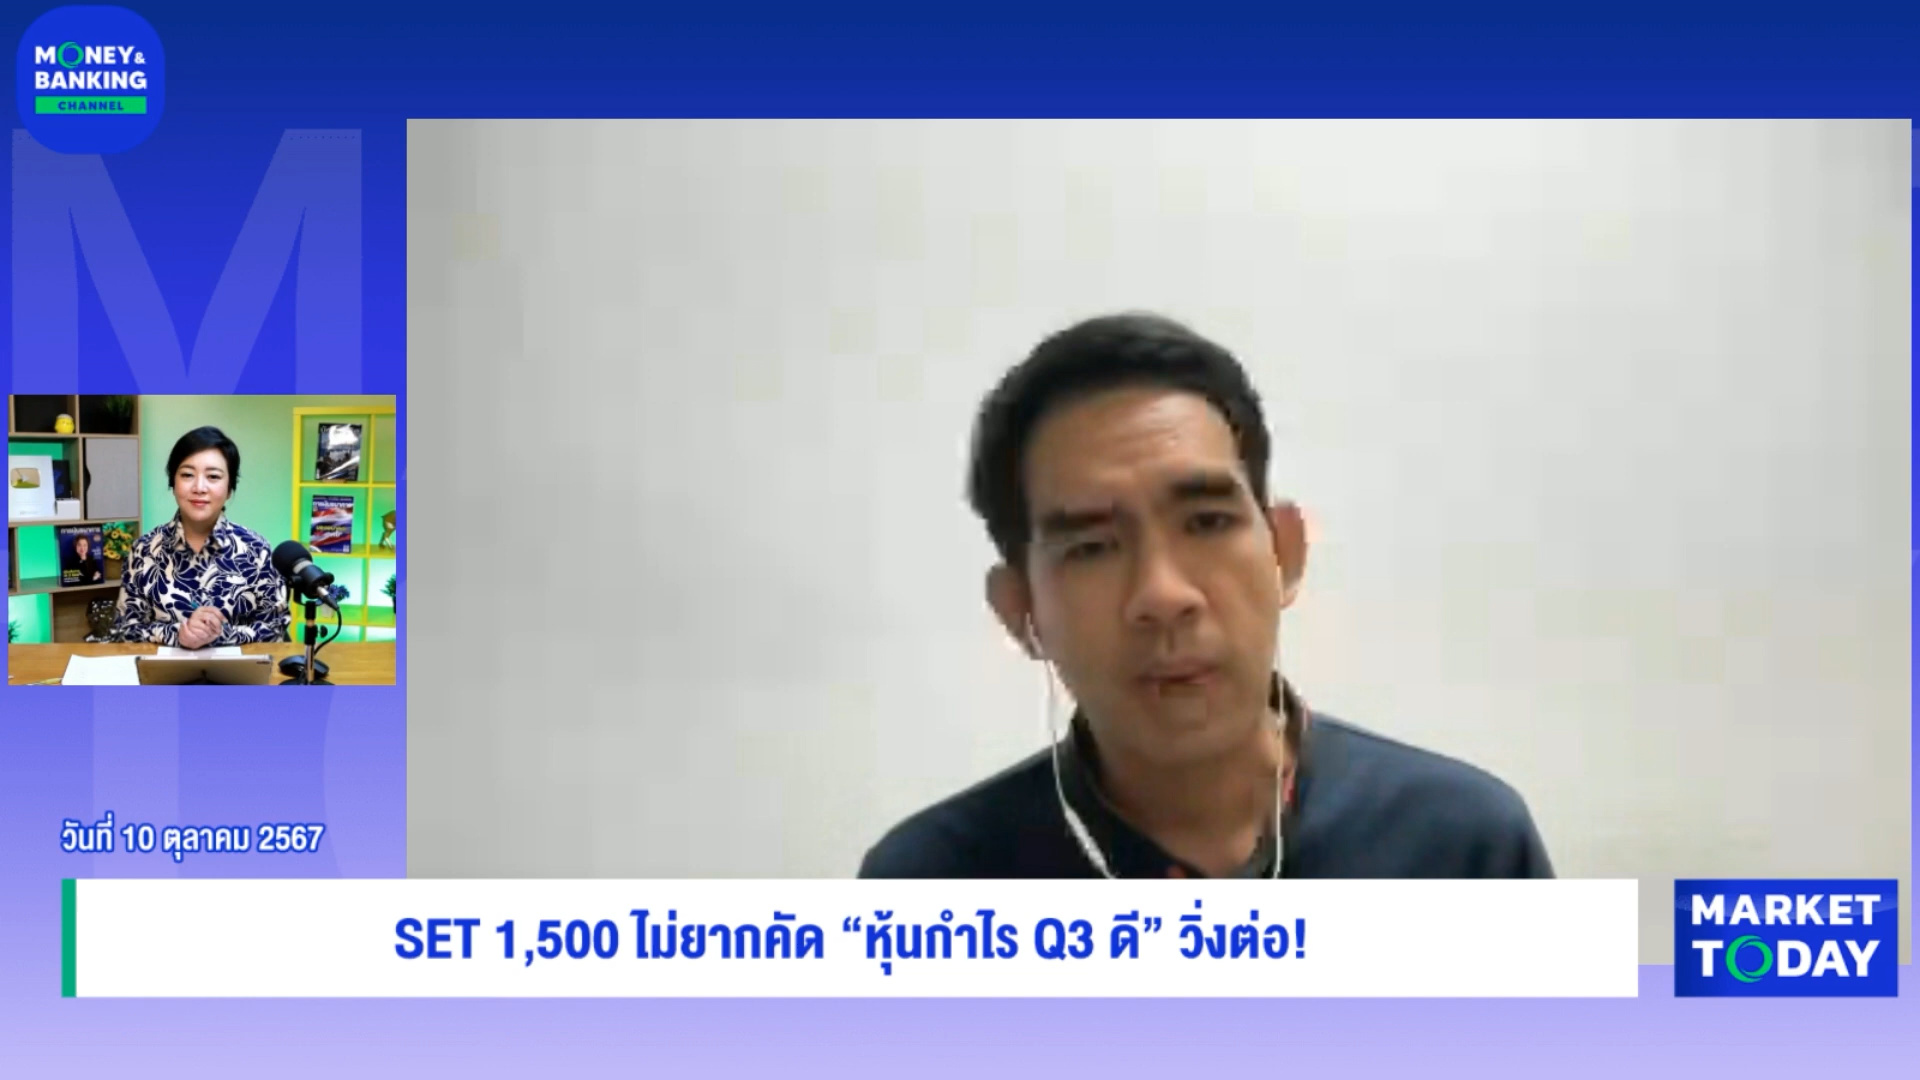 MONEY&
BANKING
CHANNEL
วันที่ 10 ตุลาคม 2567
SET 1,500 ไม่ยากคัด “หุ้นกำไร Q3 ดี” วิ่งต่อ!
MARKET
TODAY